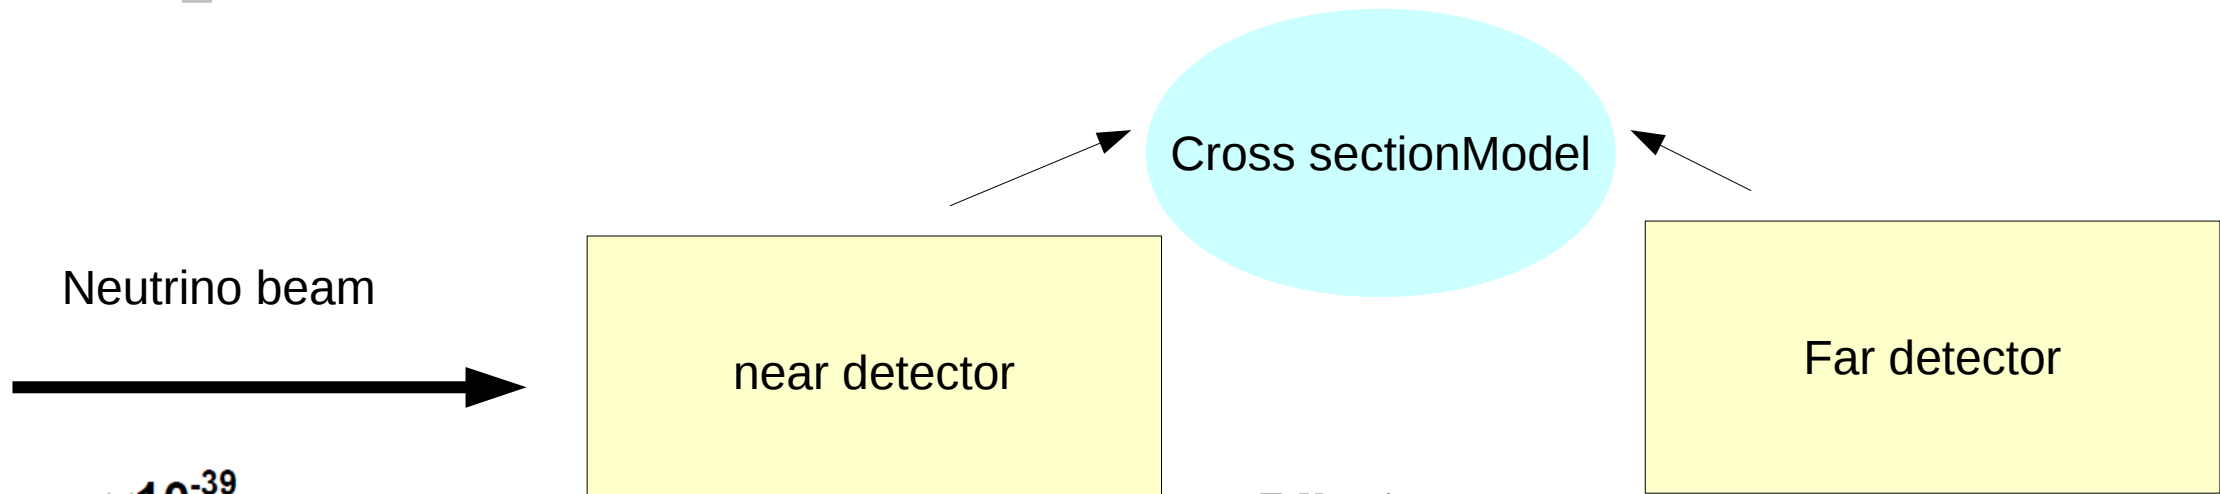 Cross sectionModel
Neutrino beam
near detector
Far detector
10-39